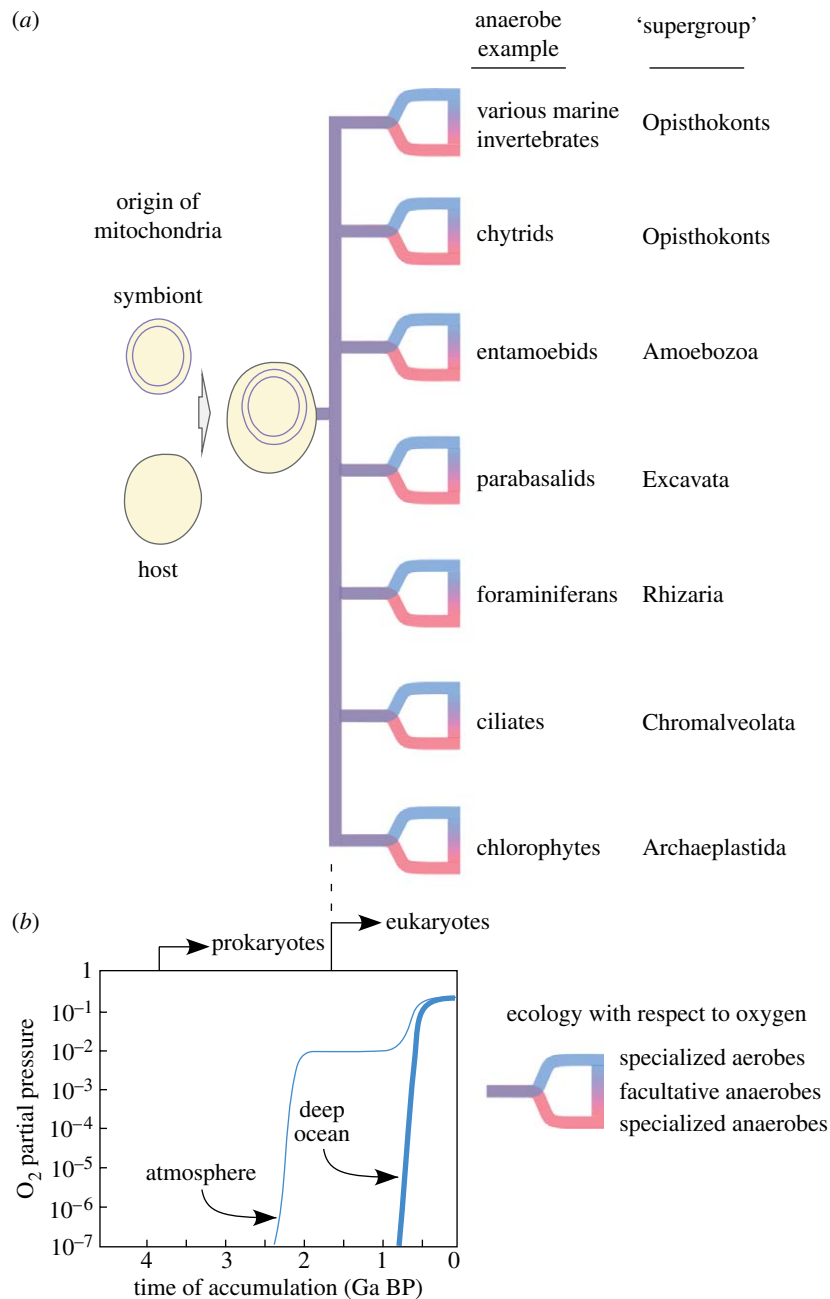 (a)
anaerobe
example
‘supergroup’
various marine
invertebrates
Opisthokonts
origin of
mitochondria
chytrids
Opisthokonts
symbiont
entamoebids
Amoebozoa
parabasalids
Excavata
host
foraminiferans
Rhizaria
ciliates
Chromalveolata
chlorophytes
Archaeplastida
(b)
prokaryotes
eukaryotes
1
10⁻¹
10⁻²
10⁻³
10⁻⁴
10⁻⁵
10⁻⁶
10⁻⁷
O₂ partial pressure
deep
ocean
atmosphere
4 3 2 1 0
time of accumulation (Ga BP)
ecology with respect to oxygen
specialized aerobes
facultative anaerobes
specialized anaerobes